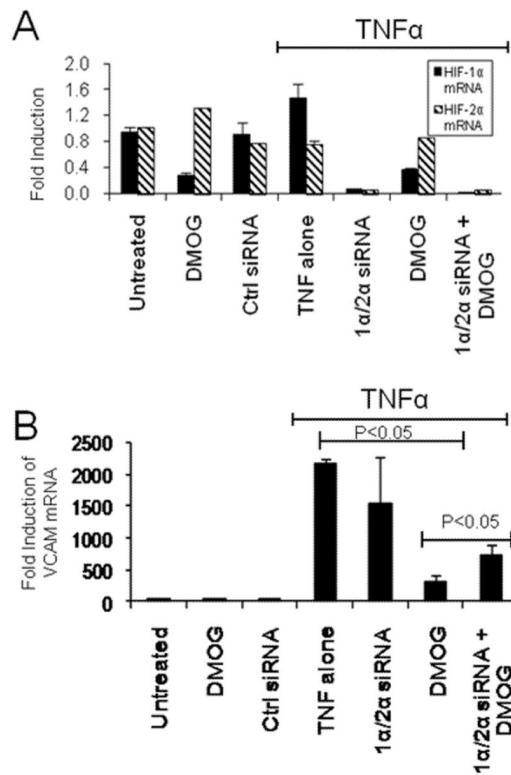 A
TNFα
HIF-1α
mRNA
HIF-2α
mRNA
Fold Induction
2.0
1.6
1.2
0.8
0.4
0.0
Untreated
DMOG
Ctrl siRNA
TNF alone
1α/2α siRNA
DMOG
1α/2α siRNA +
DMOG
B
TNFα
P<0.05
P<0.05
Fold Induction of
VCAM mRNA
2500
2000
1500
1000
500
0
Untreated
DMOG
Ctrl siRNA
TNF alone
1α/2α siRNA
DMOG
1α/2α siRNA +
DMOG